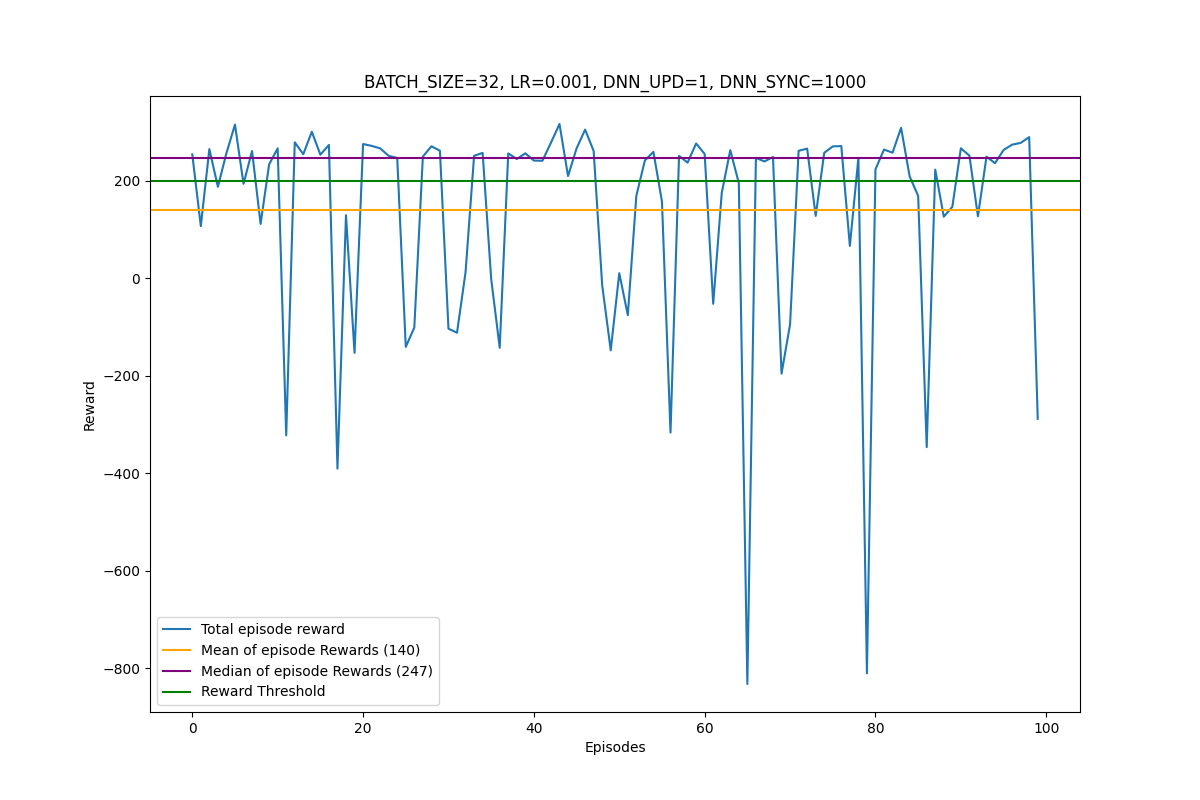 BATCH_SIZE=32, LR=0.001, DNN_UPD=1, DNN_SYNC=1000
200
0
−200
−400
−600
−800
Reward
Total episode reward
Mean of episode Rewards (140)
Median of episode Rewards (247)
Reward Threshold
0 20 40 60 80 100
Episodes